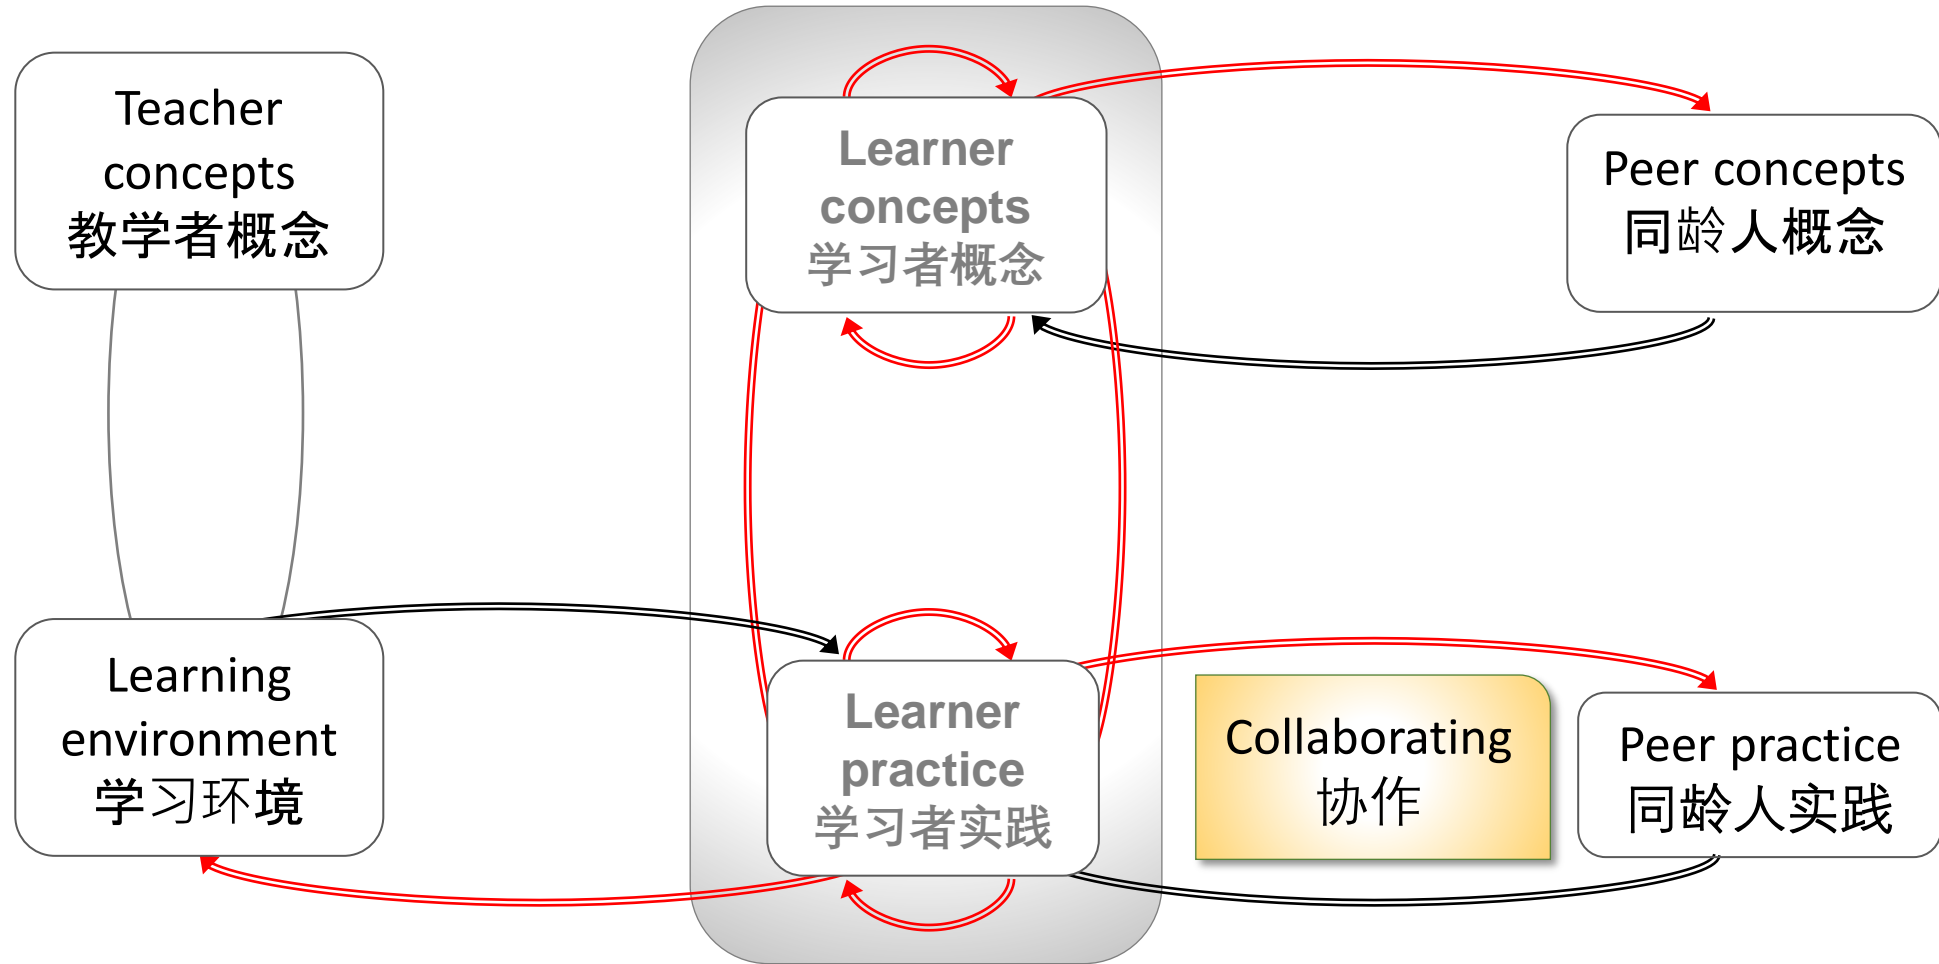 Teacher
concepts
教学者概念
Learner
concepts
学习者概念
Peer concepts
同龄人概念
Learning
environment
学习环境
Learner
practice
学习者实践
Collaborating
协作
Peer practice
同龄人实践